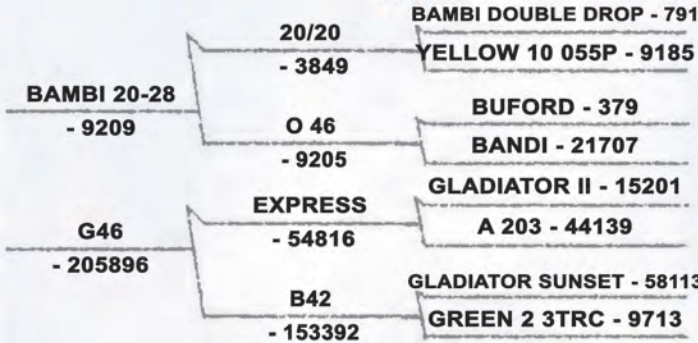 BAMBI DOUBLE DROP - 791
20/20
- 3849
YELLOW 10 055P - 9185
BAMBI 20-28
- 9209
BUFORD - 379
O 46
- 9205
BANDI - 21707
GLADIATOR II - 15201
EXPRESS
- 54816
A 203 - 44139
G46
- 205896
GLADIATOR SUNSET - 58113
B42
- 153392
GREEN 2 3TRC - 9713